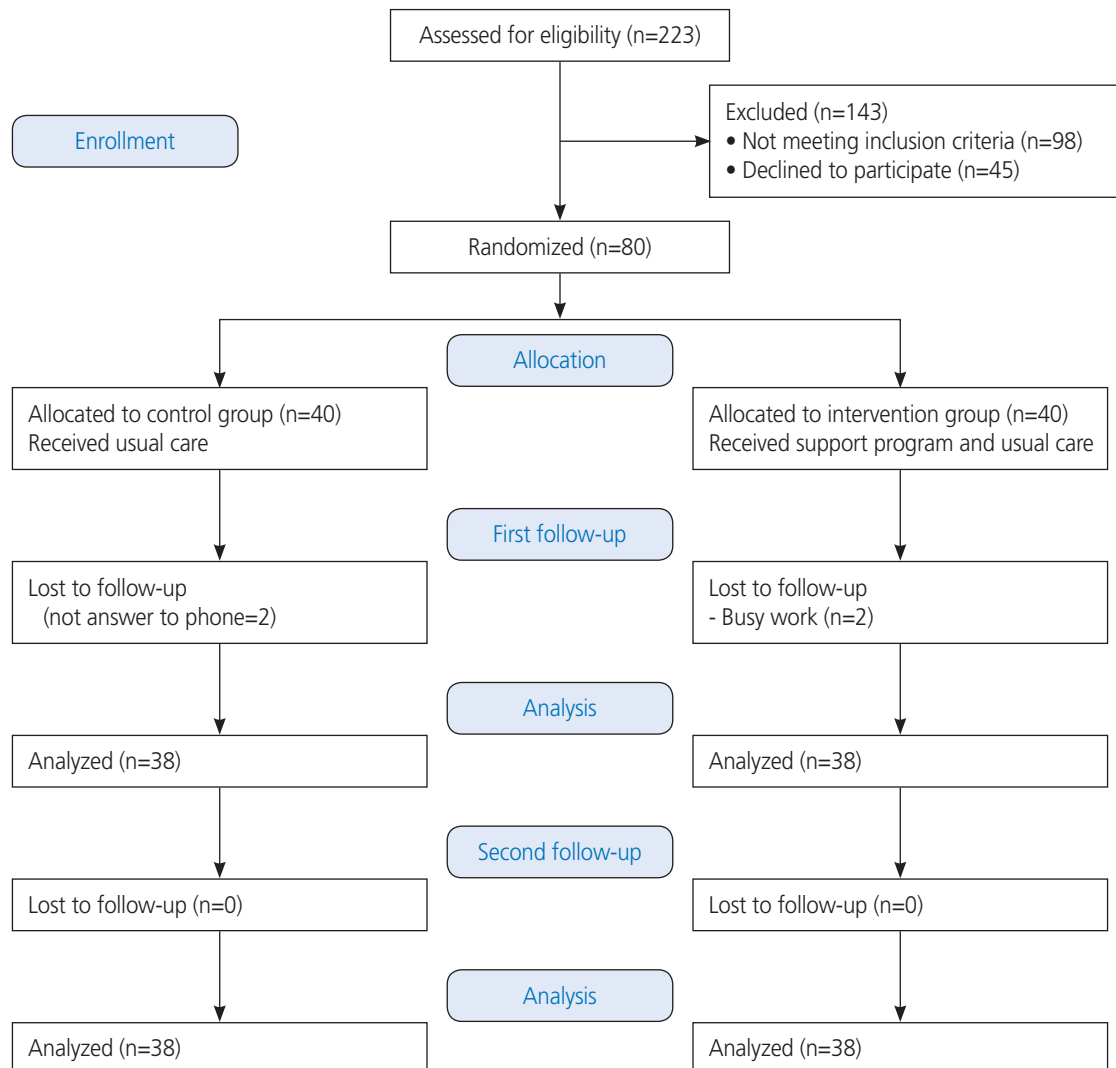 Assessed for eligibility (n=223)
Enrollment
Excluded (n=143)
• Not meeting inclusion criteria (n=98)
• Declined to participate (n=45)
Randomized (n=80)
Allocation
Allocated to control group (n=40)
Received usual care
Allocated to intervention group (n=40)
Received support program and usual care
First follow-up
Lost to follow-up
(not answer to phone=2)
Lost to follow-up
- Busy work (n=2)
Analysis
Analyzed (n=38)
Analyzed (n=38)
Second follow-up
Lost to follow-up (n=0)
Lost to follow-up (n=0)
Analysis
Analyzed (n=38)
Analyzed (n=38)